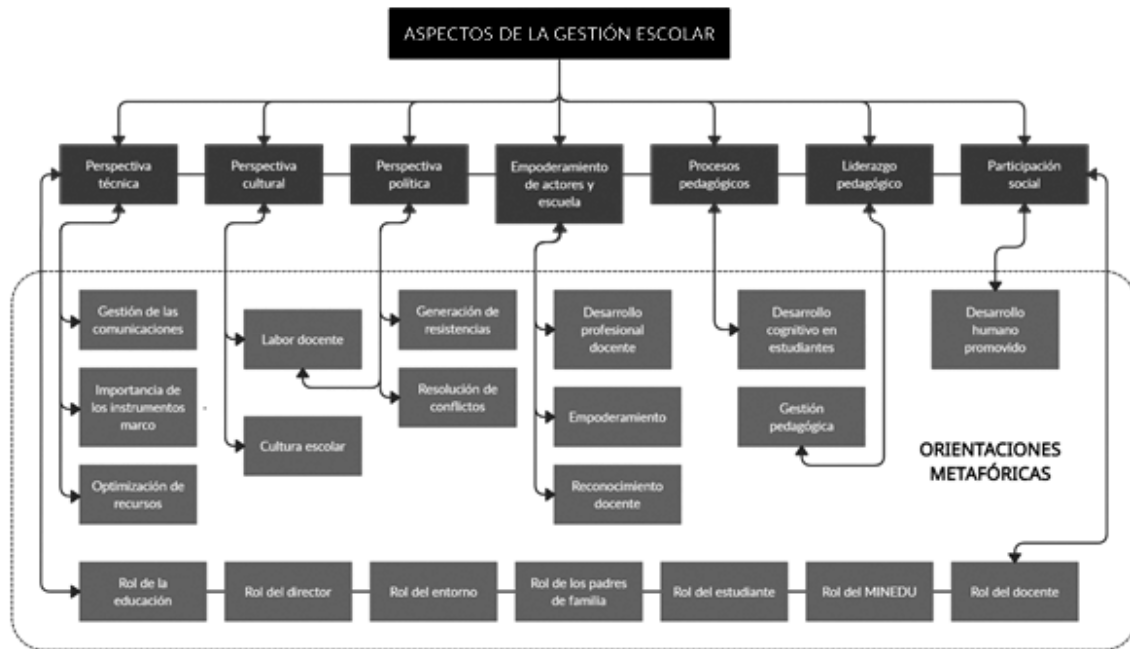 ASPECTOS DE LA GESTIÓN ESCOLAR
Perspectiva
técnica
Perspectiva
cultural
Perspectiva
política
Empoderamiento
de actores y
escuela
Procesos
pedagógicos
Liderazgo
pedagógico
Participación
social
Gestión de las
comunicaciones
Importancia de
los instrumentos
marco
Optimización de
recursos
Labor docente
Cultura escolar
Generación de
resistencias
Resolución de
conflictos
Desarrollo
profesional
docente
Empoderamiento
Reconocimiento
docente
Desarrollo
cognitivo en
estudiantes
Gestión
pedagógica
Desarrollo
humano
promovido
ORIENTACIONES
METAFÓRICAS
Rol de la
educación
Rol del director
Rol del entorno
Rol de los padres
de familia
Rol del estudiante
Rol del MINEDU
Rol del docente